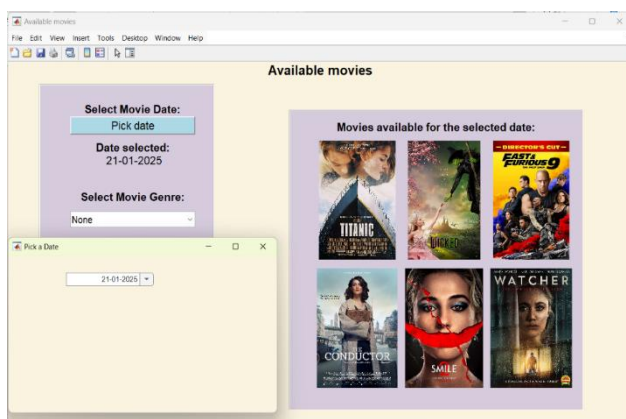 Available movies
File Edit View Insert Tools Desktop Window Help
Available movies
Select Movie Date:
Pick date
Date selected:
21-01-2025
Select Movie Genre:
None
Pick a Date
21-01-2025
Movies available for the selected date:
TITANIC
WICKED
DIRECTOR'S CUT
FAST &
FURIOUS 9
CONDUCTOR
SMILE
WATCHER